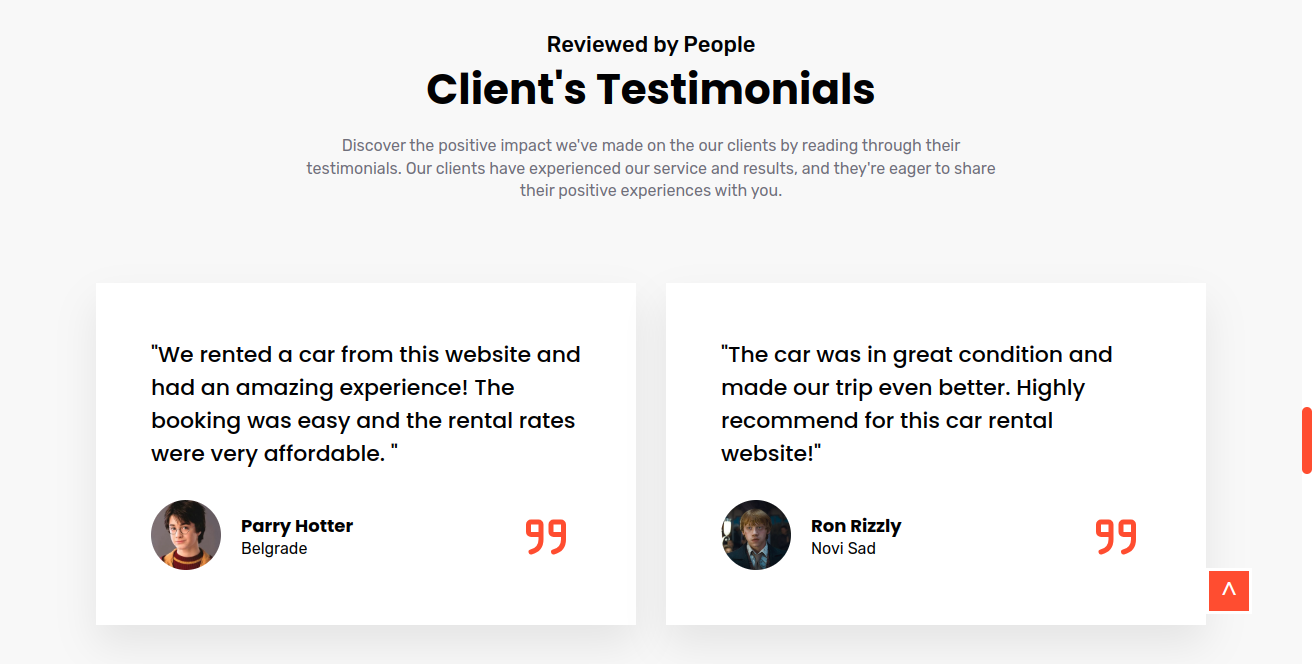 Reviewed by People
Client's Testimonials
Discover the positive impact we've made on the our clients by reading through their
testimonials. Our clients have experienced our service and results, and they're eager to share
their positive experiences with you.
"We rented a car from this website and
had an amazing experience! The
booking was easy and the rental rates
were very affordable. "
Parry Hotter
Belgrade
"The car was in great condition and
made our trip even better. Highly
recommend for this car rental
website!"
Ron Rizzly
Novi Sad
^